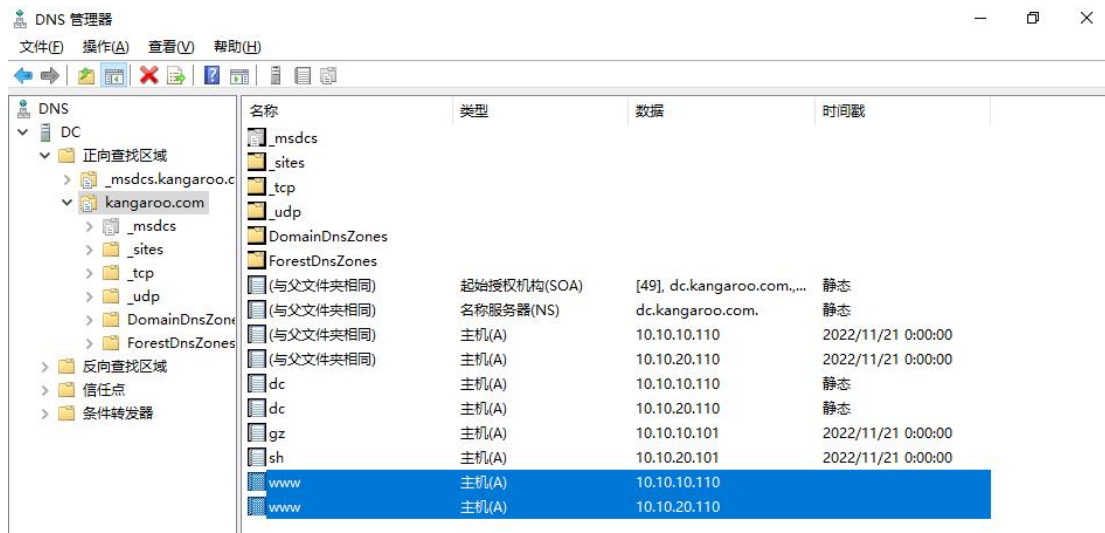 DNS 管理器
文件(F) 操作(A) 查看(V) 帮助(H)
DNS
DC
正向查找区域
_msdcs.kangaroo.c
kangaroo.com
_msdcs
_sites
_tcp
_udp
DomainDnsZone
ForestDnsZones
反向查找区域
信任点
条件转发器
名称 类型 数据 时间戳
_msdcs
_sites
_tcp
_udp
DomainDnsZones
ForestDnsZones
(与父文件夹相同) 起始授权机构(SOA) [49], dc.kangaroo.com.,... 静态
(与父文件夹相同) 名称服务器(NS) dc.kangaroo.com. 静态
(与父文件夹相同) 主机(A) 10.10.10.110 2022/11/21 0:00:00
(与父文件夹相同) 主机(A) 10.10.20.110 2022/11/21 0:00:00
dc 主机(A) 10.10.10.110 静态
dc 主机(A) 10.10.20.110 静态
gz 主机(A) 10.10.10.101 2022/11/21 0:00:00
sh 主机(A) 10.10.20.101 2022/11/21 0:00:00
www 主机(A) 10.10.10.110
www 主机(A) 10.10.20.110